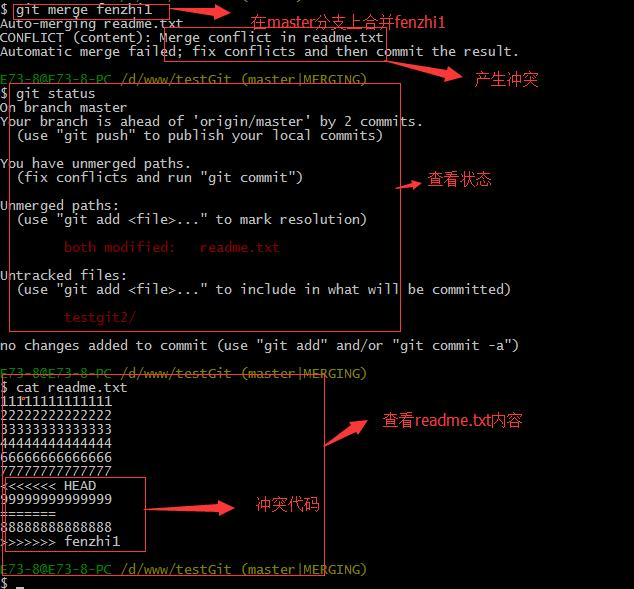 $ git merge fenzhi1
在master分支上合并fenzhi1
Auto-merging readme.txt
CONFLICT (content): Merge conflict in readme.txt
Automatic merge failed; fix conflicts and then commit the result.
产生冲突
E73-8@E73-8-PC /d/www/testGit (master|MERGING)
$ git status
On branch master
Your branch is ahead of 'origin/master' by 2 commits.
(use "git push" to publish your local commits)
You have unmerged paths.
(fix conflicts and run "git commit")
查看状态
Unmerged paths:
(use "git add <file>..." to mark resolution)
both modified: readme.txt
Untracked files:
(use "git add <file>..." to include in what will be committed)
testgit2/
no changes added to commit (use "git add" and/or "git commit -a")
E73-8@E73-8-PC /d/www/testGit (master|MERGING)
$ cat readme.txt
11111111111111
22222222222222
33333333333333
查看readme.txt内容
44444444444444
66666666666666
77777777777777
<<<<<<< HEAD
99999999999999
冲突代码
=======
88888888888888
>>>>>>> fenzhi1
E73-8@E73-8-PC /d/www/testGit (master|MERGING)
$